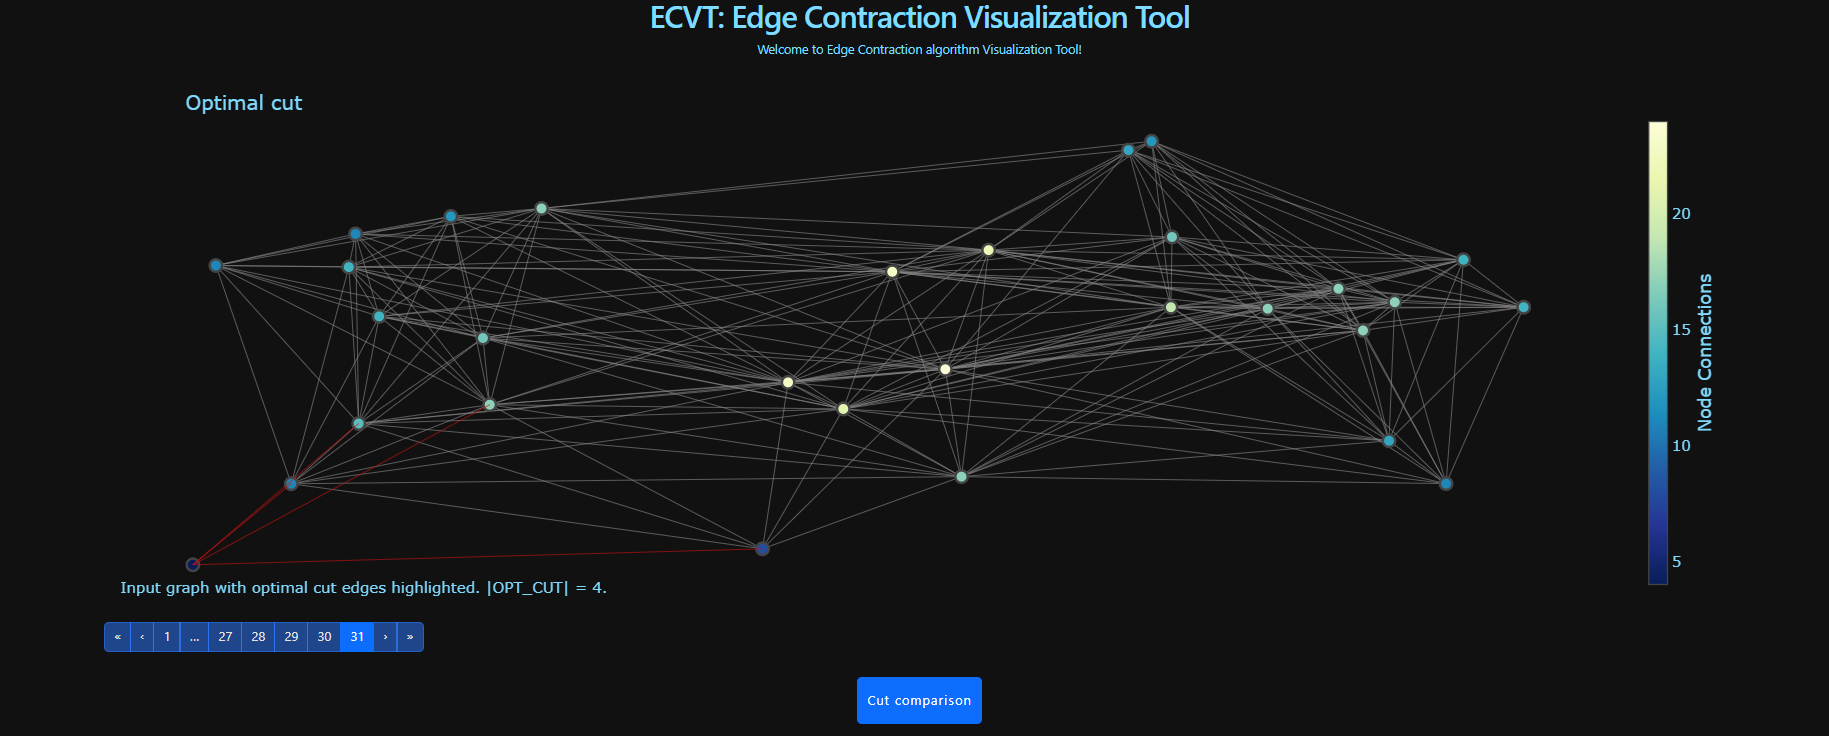 ECVT: Edge Contraction Visualization Tool
Welcome to Edge Contraction algorithm Visualization Tool!
Optimal cut
20
15
10
5
Node Connections
Input graph with optimal cut edges highlighted. |OPT_CUT| = 4.
« ‹ 1 ... 27 28 29 30 31 › »
Cut comparison